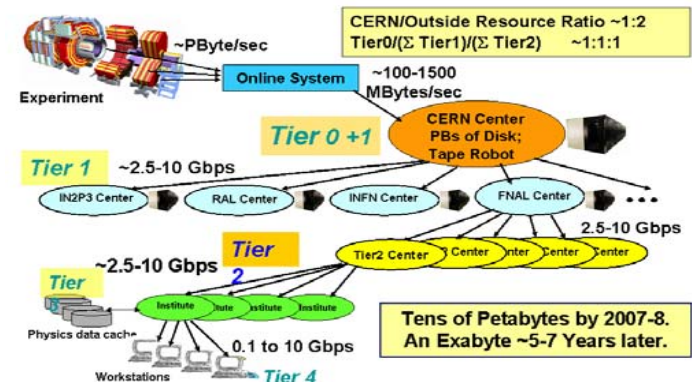 CERN/Outside Resource Ratio ~1:2
Tier0/(Σ Tier1)/(Σ Tier2) ~1:1:1
~PByte/sec
Online System
~100-1500
MBytes/sec
Experiment
CERN Center
PBs of Disk;
Tape Robot
Tier 0 +1
Tier 1
~2.5-10 Gbps
IN2P3 Center
RAL Center
INFN Center
FNAL Center
2.5-10 Gbps
Tier
2
Tier2 Center
Center
Center
Center
Center
~2.5-10 Gbps
Tier
3
Institute
Institute
Institute
Institute
Physics data cache
0.1 to 10 Gbps
Workstations
Tier 4
Tens of Petabytes by 2007-8.
An Exabyte ~5-7 Years later.